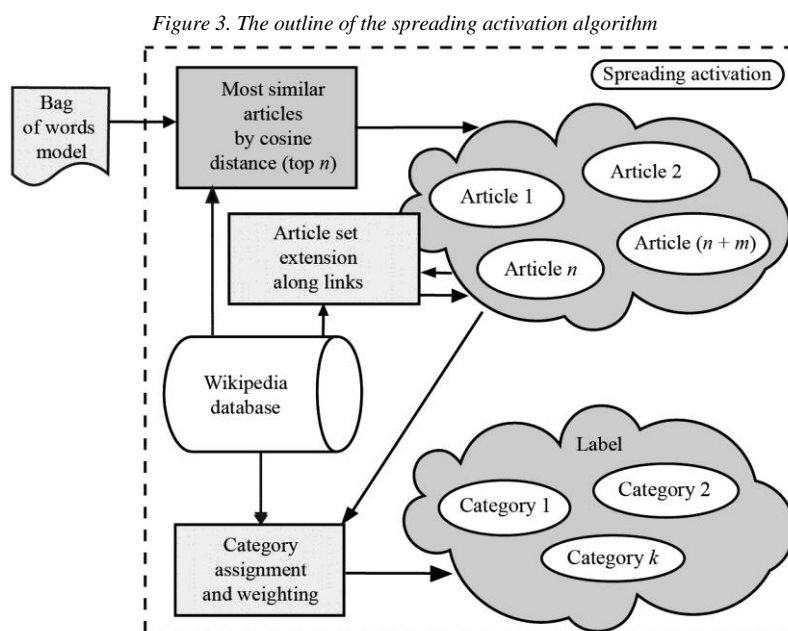 Figure 3. The outline of the spreading activation algorithm
Spreading activation
Bag
of words
model
Most similar
articles
by cosine
distance (top n)
Article 1
Article 2
Article (n + m)
Article n
Article set
extension
along links
Wikipedia
database
Label
Category 1
Category 2
Category k
Category
assignment
and weighting